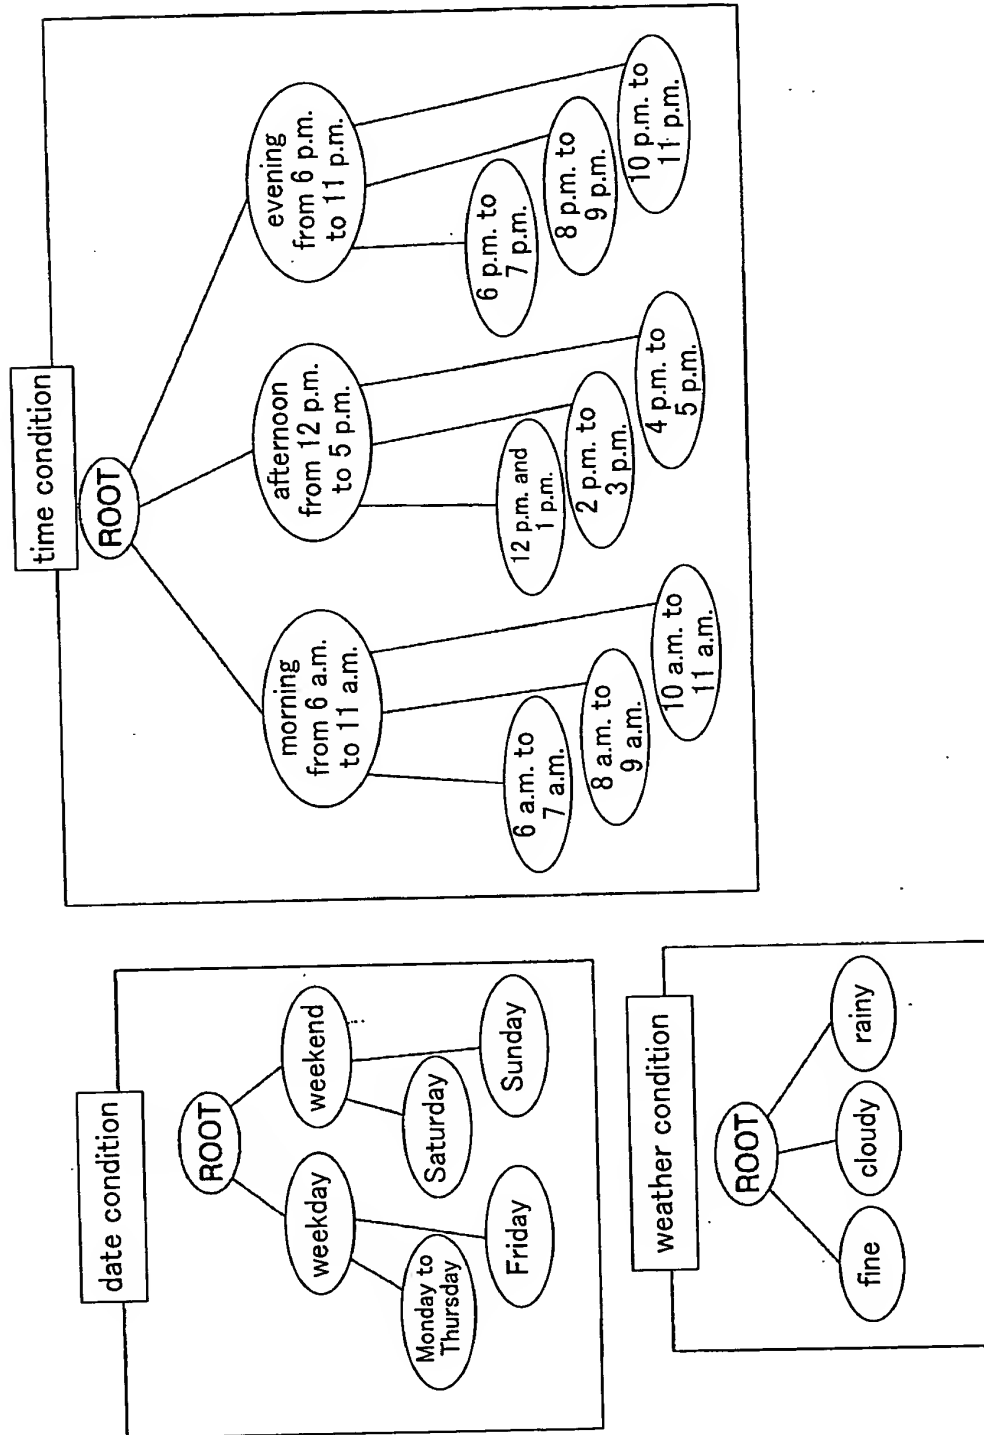 date condition
ROOT
weekday
weekend
Monday to
Thursday
Friday
Saturday
Sunday
weather condition
ROOT
fine
cloudy
rainy
time condition
ROOT
morning
from 6 a.m.
to 11 a.m.
6 a.m. to
7 a.m.
8 a.m. to
9 a.m.
10 a.m. to
11 a.m.
afternoon
from 12 p.m.
to 5 p.m.
12 p.m. and
1 p.m.
2 p.m. to
3 p.m.
4 p.m. to
5 p.m.
evening
from 6 p.m.
to 11 p.m.
6 p.m. to
7 p.m.
8 p.m. to
9 p.m.
10 p.m. to
11 p.m.